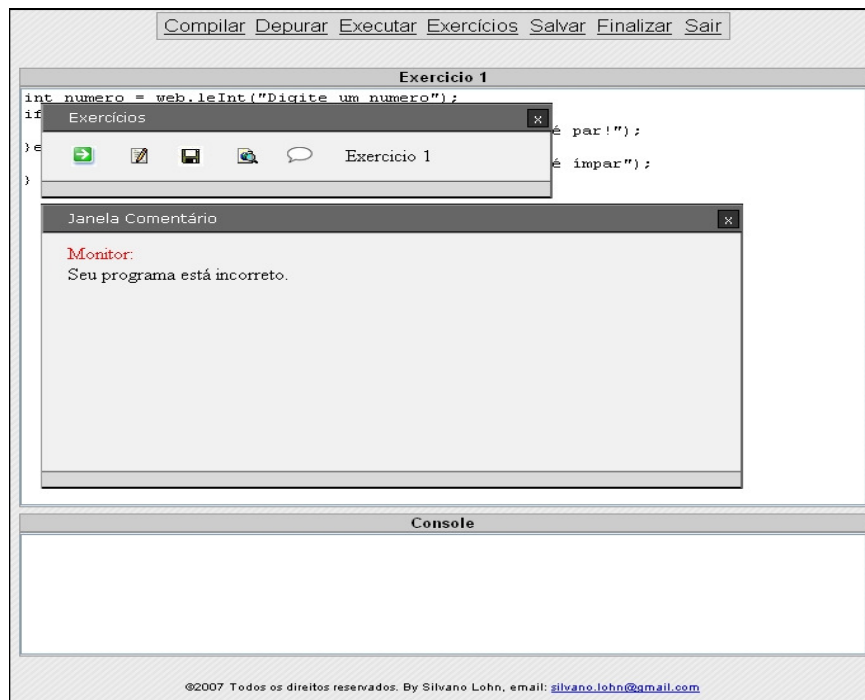 Compilar Depurar Executar Exercícios Salvar Finalizar Sair
Exercicio 1
int numero = web.leInt("Digite um numero");
if
é par!");
}e
é ímpar");
}
Exercícios
x
Exercicio 1
Janela Comentário
x
Monitor:
Seu programa está incorreto.
Console
©2007 Todos os direitos reservados. By Silvano Lohn, email: silvano.lohn@gmail.com